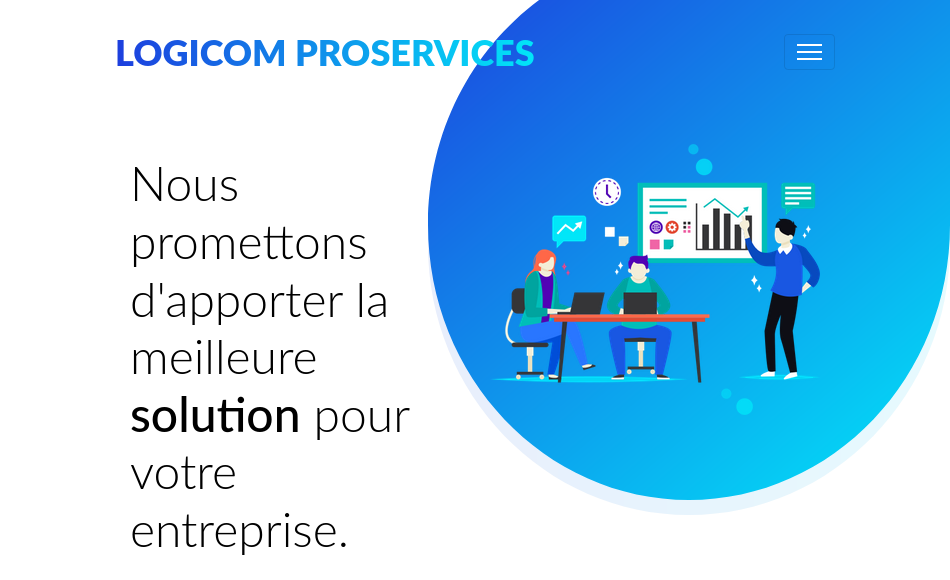 LOGICOM PROSERVICES
Nous
promettons
d'apporter la
meilleure
solution pour
votre
entreprise.